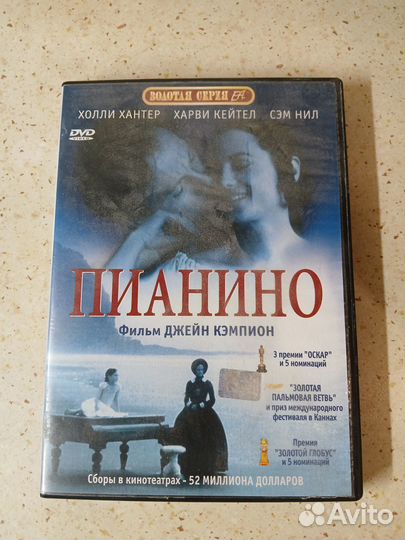 ЗОЛОТАЯ СЕРИЯ
ХОЛЛИ ХАНТЕР ХАРВИ КЕЙТЕЛ СЭМ НИЛ
DVD
VIDEO
ПИАНИНО
Фильм ДЖЕЙН КЭМПИОН
3 премии "ОСКАР"
и 5 номинаций
"ЗОЛОТАЯ
ПАЛЬМОВАЯ ВЕТВЬ"
и приз международного
фестиваля в Каннах
Премия
"ЗОЛОТОЙ ГЛОБУС"
и 5 номинаций
Сборы в кинотеатрах - 52 МИЛЛИОНА ДОЛЛАРОВ
Avito